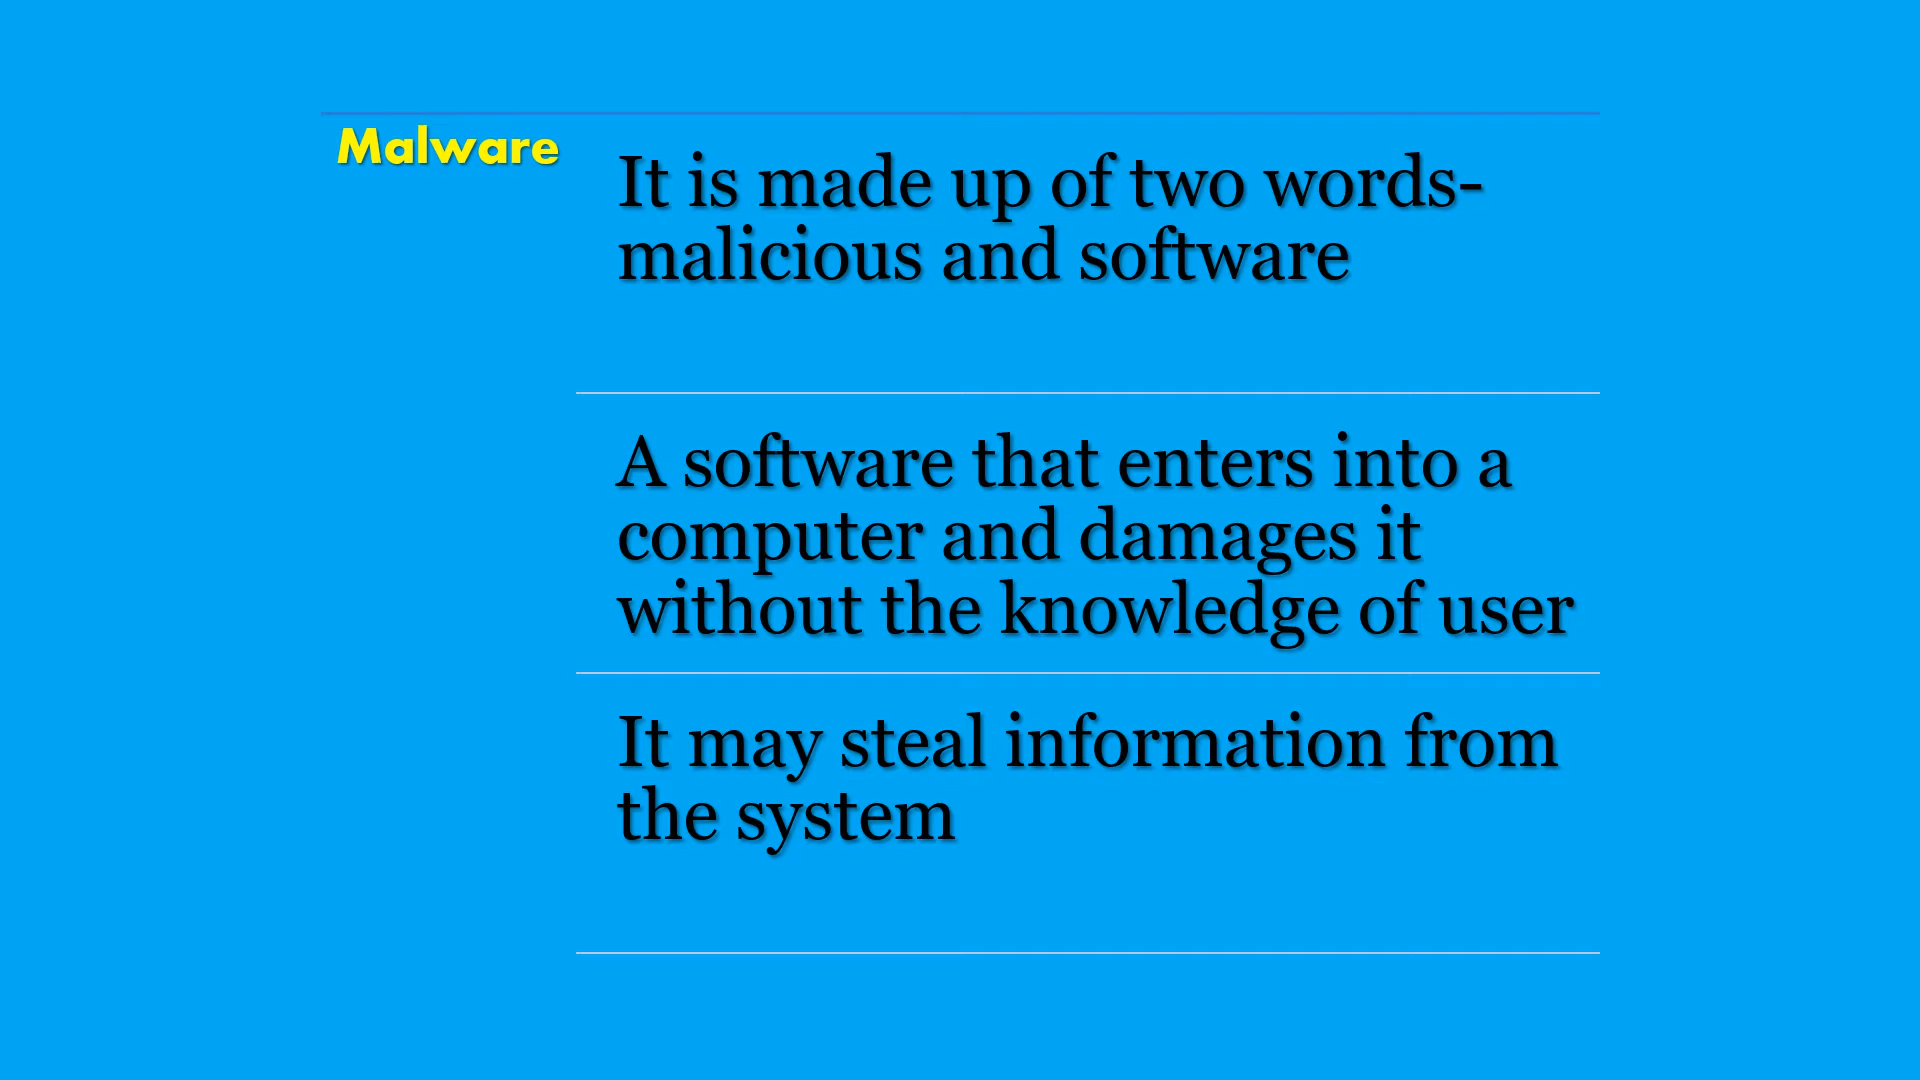 Malware
It is made up of two words-
malicious and software
A software that enters into a
computer and damages it
without the knowledge of user
It may steal information from
the system